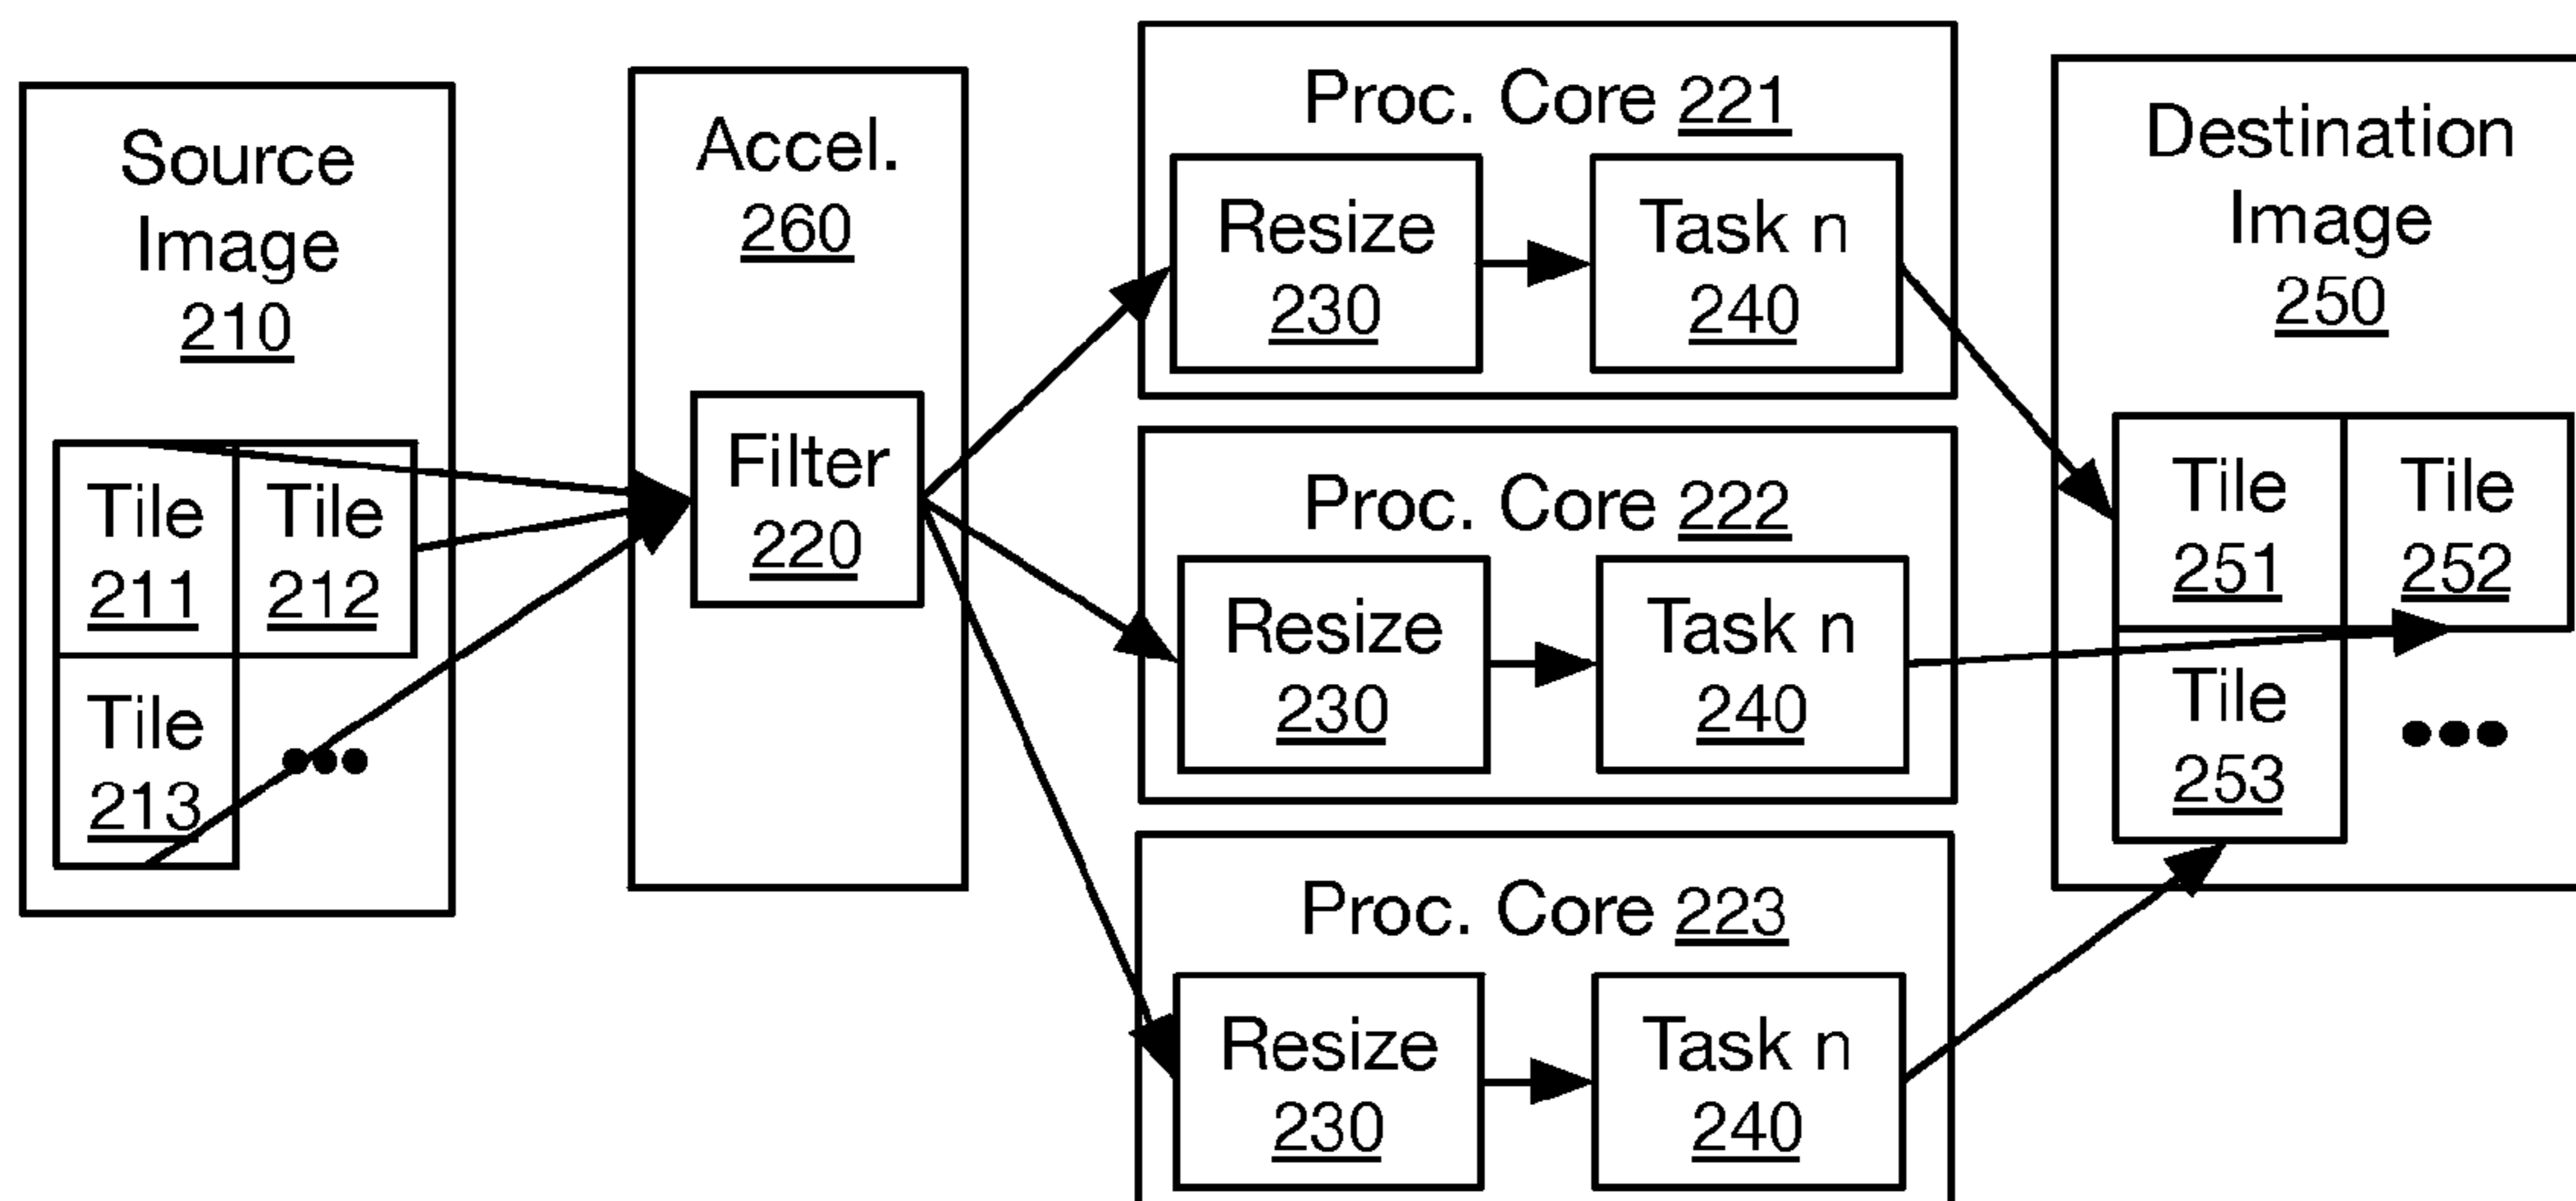 Source
Image
210
Tile
211
Tile
212
Tile
213
Accel.
260
Filter
220
Proc. Core 221
Resize
230
Task n
240
Proc. Core 222
Resize
230
Task n
240
Proc. Core 223
Resize
230
Task n
240
Destination
Image
250
Tile
251
Tile
252
Tile
253